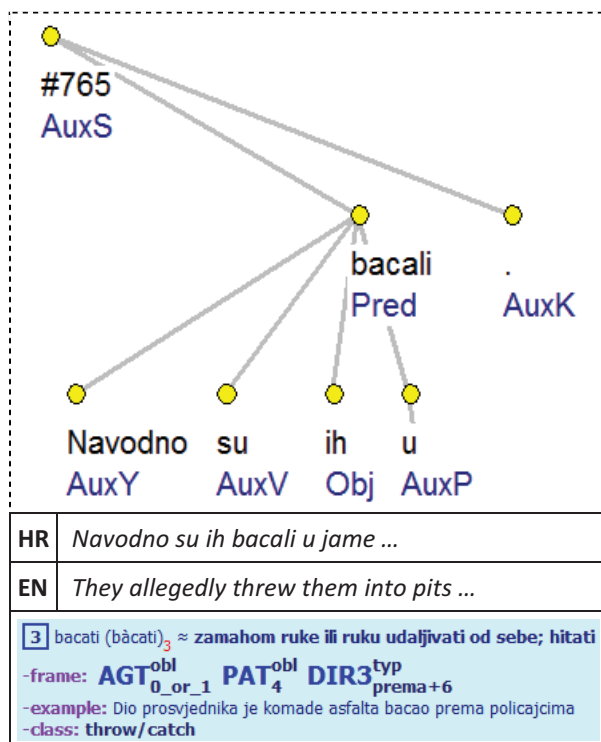 #765
AuxS
bacali .
Pred AuxK
Navodno su ih u
AuxY AuxV Obj AuxP
HR Navodno su ih bacali u jame …
EN They allegedly threw them into pits …
3 bacati (bàcati)3 ≈ zamahom ruke ili ruku udaljivati od sebe; hitati
-frame: AGT obl 0_or_1 PAT obl 4 DIR3 typ prema+6
-example: Dio prosvjednika je komade asfalta bacao prema policajcima
-class: throw/catch